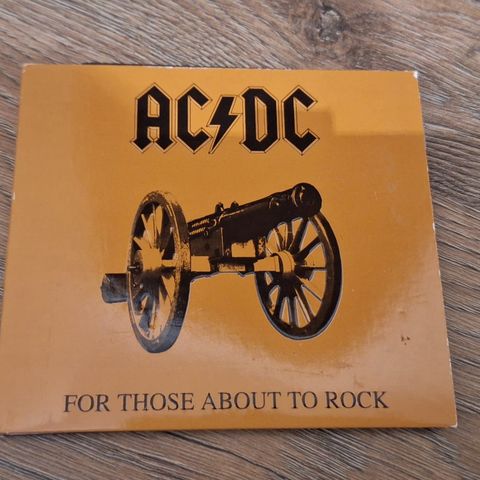 AC⚡DC
FOR THOSE ABOUT TO ROCK